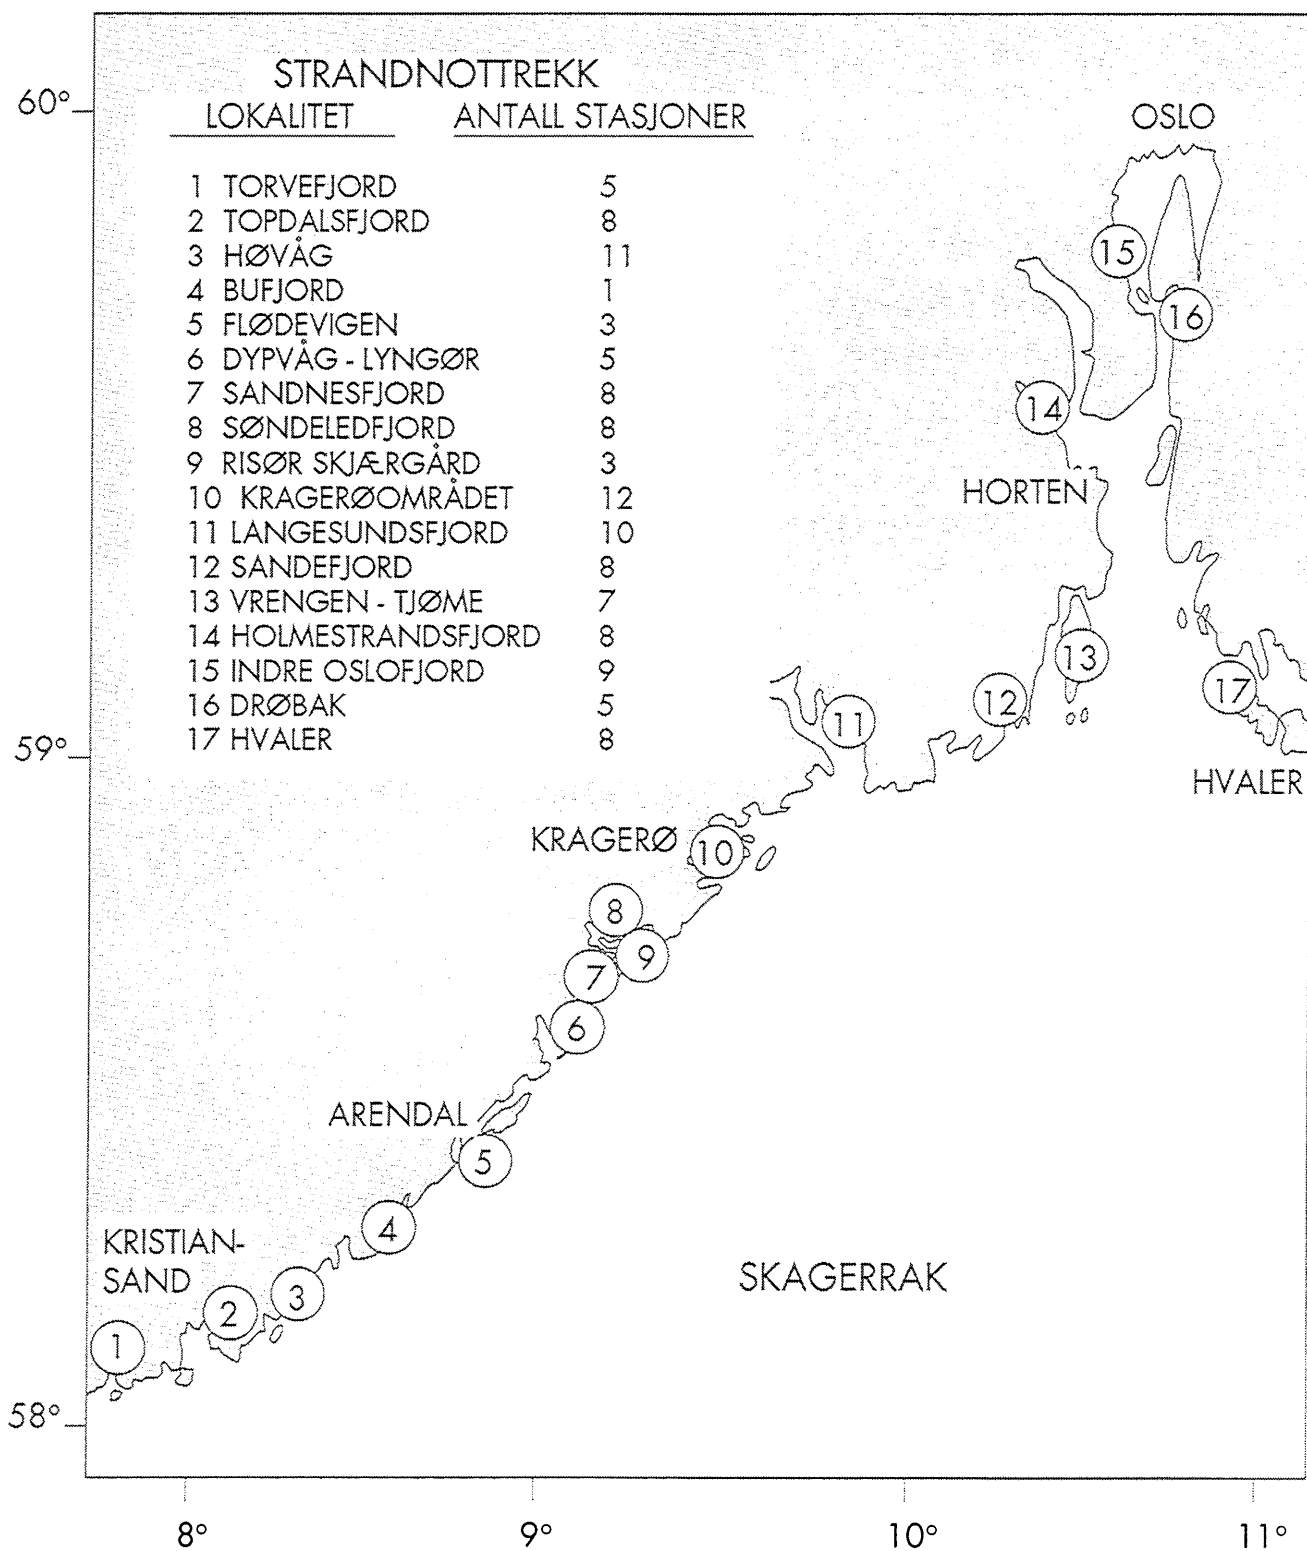 STRANDNOTTREKK
LOKALITET ANTALL STASJONER
1 TORVEFJORD 5
2 TOPDALSFJORD 8
3 HØVÅG 11
4 BUFJORD 1
5 FLØDEVIGEN 3
6 DYPVÅG - LYNGØR 5
7 SANDNESFJORD 8
8 SØNDELEDFJORD 8
9 RISØR SKJÆRGÅRD 3
10 KRAGERØOMRÅDET 12
11 LANGESUNDSFJORD 10
12 SANDEFJORD 8
13 VRENGEN - TJØME 7
14 HOLMESTRANDSFJORD 8
15 INDRE OSLOFJORD 9
16 DRØBAK 5
17 HVALER 8
60°
59°
58°
OSLO
15
16
14
HORTEN
13
17
12
11
HVALER
KRAGERØ
10
8
9
7
6
ARENDAL
5
4
KRISTIAN-
SAND
3
2
1
SKAGERRAK
8° 9° 10° 11°